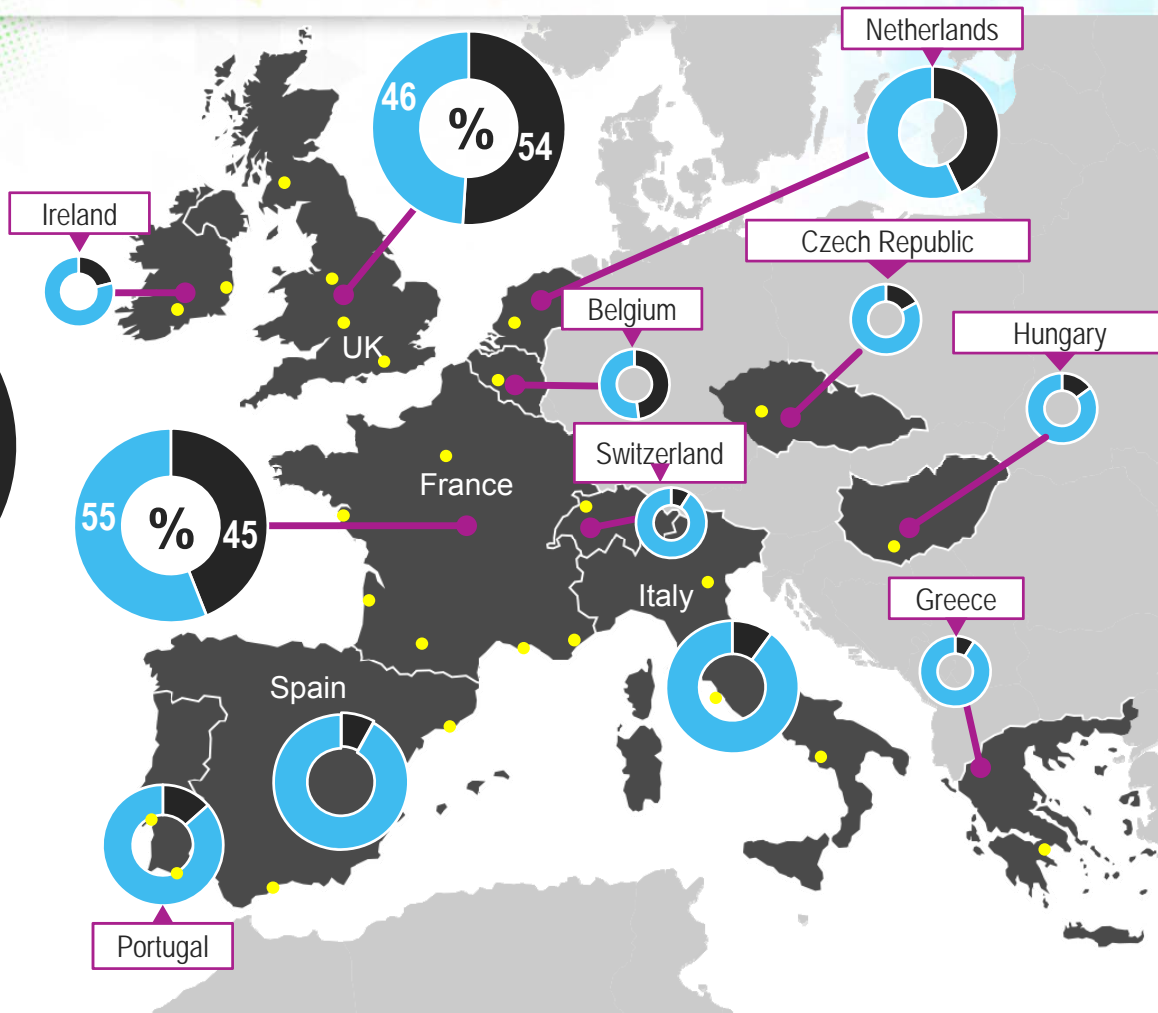 Netherlands
46
%
54
Ireland
Czech Republic
Belgium
Hungary
UK
Switzerland
France
55
%
45
Italy
Greece
Spain
Portugal